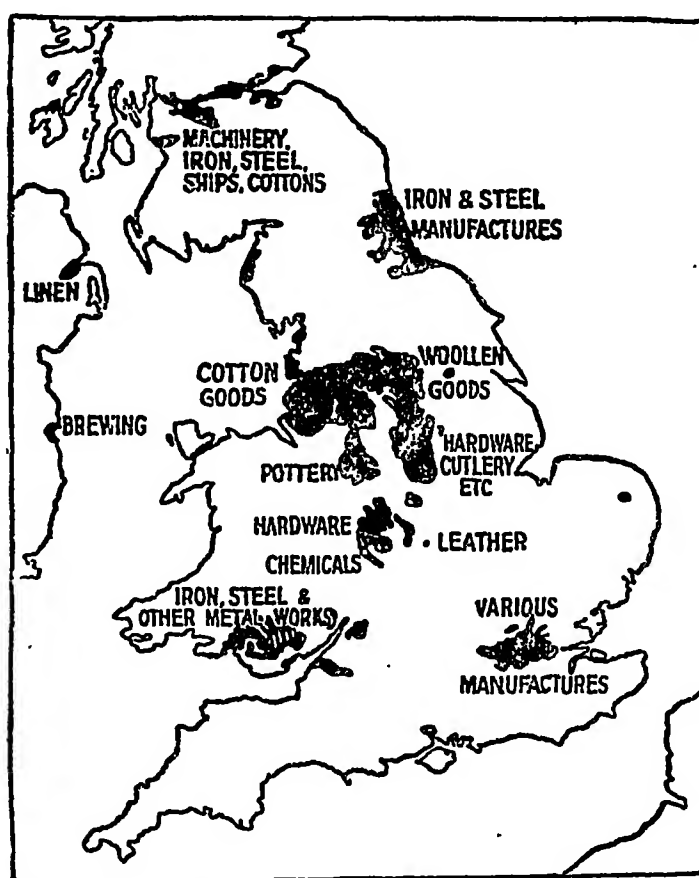 MACHINERY,
IRON, STEEL,
SHIPS, COTTONS
IRON & STEEL
MANUFACTURES
LINEN
COTTON
GOODS
WOOLLEN
GOODS
BREWING
POTTERY
HARDWARE,
CUTLERY
ETC
HARDWARE
LEATHER
CHEMICALS
IRON, STEEL &
OTHER METAL WORKS
VARIOUS
MANUFACTURES